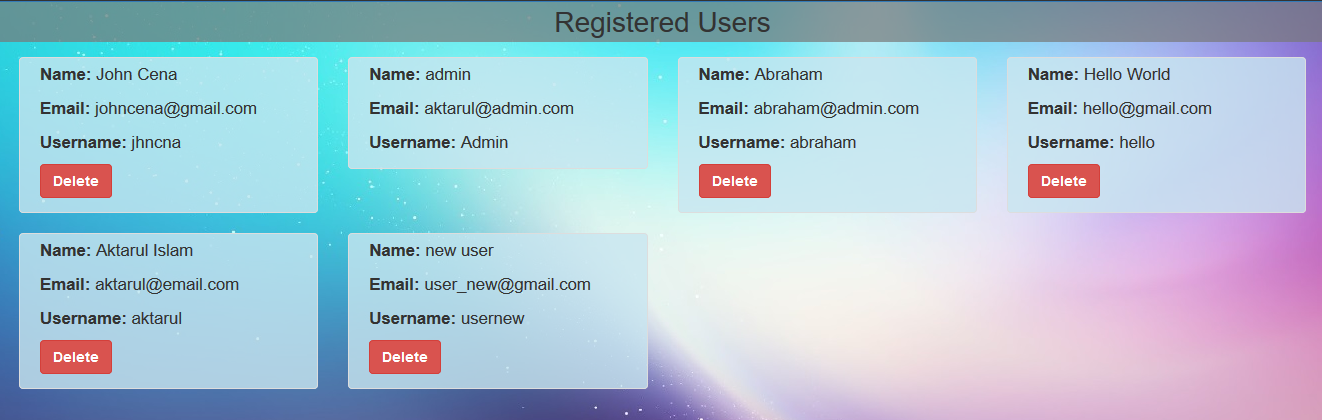 Registered Users
Name: John Cena
Email: johncena@gmail.com
Username: jhncna
Delete
Name: admin
Email: aktarul@admin.com
Username: Admin
Name: Abraham
Email: abraham@admin.com
Username: abraham
Delete
Name: Hello World
Email: hello@gmail.com
Username: hello
Delete
Name: Aktarul Islam
Email: aktarul@email.com
Username: aktarul
Delete
Name: new user
Email: user_new@gmail.com
Username: usernew
Delete